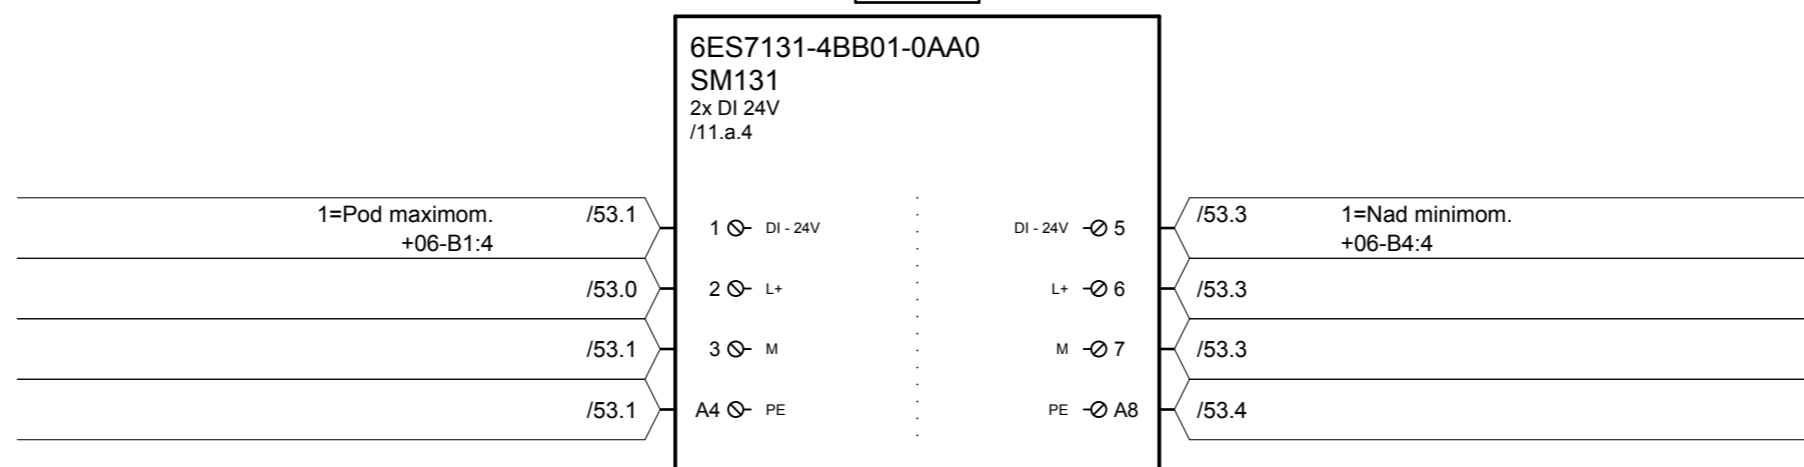 6ES7131-4BB01-0AA0
SM131
2x DI 24V
/11.a.4
1=Pod maximom. /53.1 1 DI - 24V DI - 24V 5 /53.3 1=Nad minimom.
+06-B1:4 +06-B4:4
/53.0 2 L+ L+ 6 /53.3
/53.1 3 M M 7 /53.3
/53.1 A4 PE PE A8 /53.4